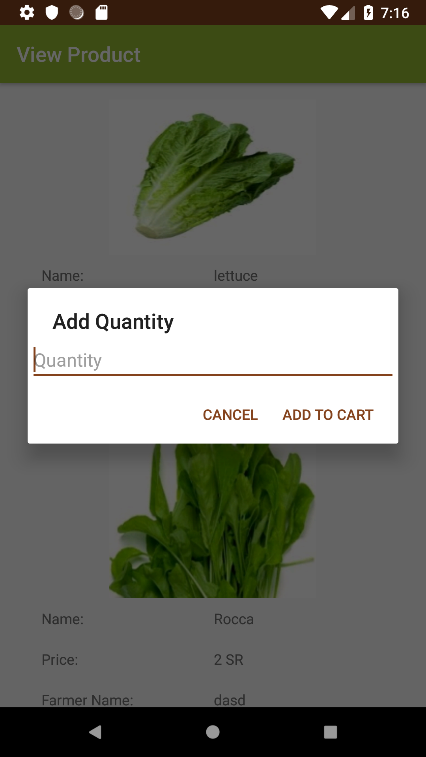 7:16
View Product
Name: lettuce
Add Quantity
Quantity
CANCEL ADD TO CART
Name: Rocca
Price: 2 SR
Farmer Name: dasd